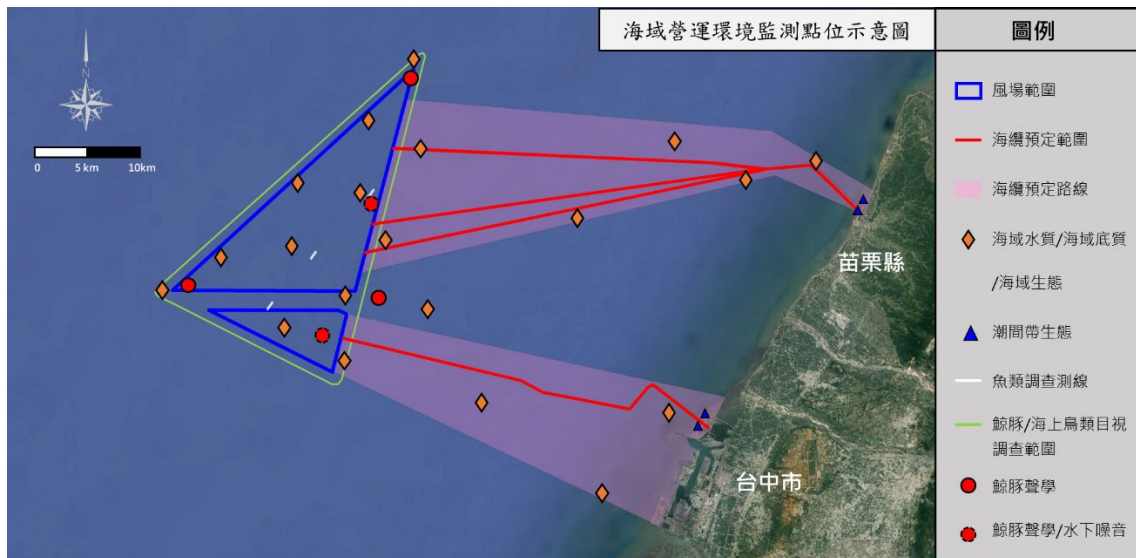 海域營運環境監測點位示意圖
圖例
N
0 5 km 10km
風場範圍
海纜預定範圍
海纜預定路線
海域水質/海域底質
/海域生態
潮間帶生態
魚類調查測線
鯨豚/海上鳥類目視
調查範圍
鯨豚聲學
鯨豚聲學/水下噪音
苗栗縣
台中市